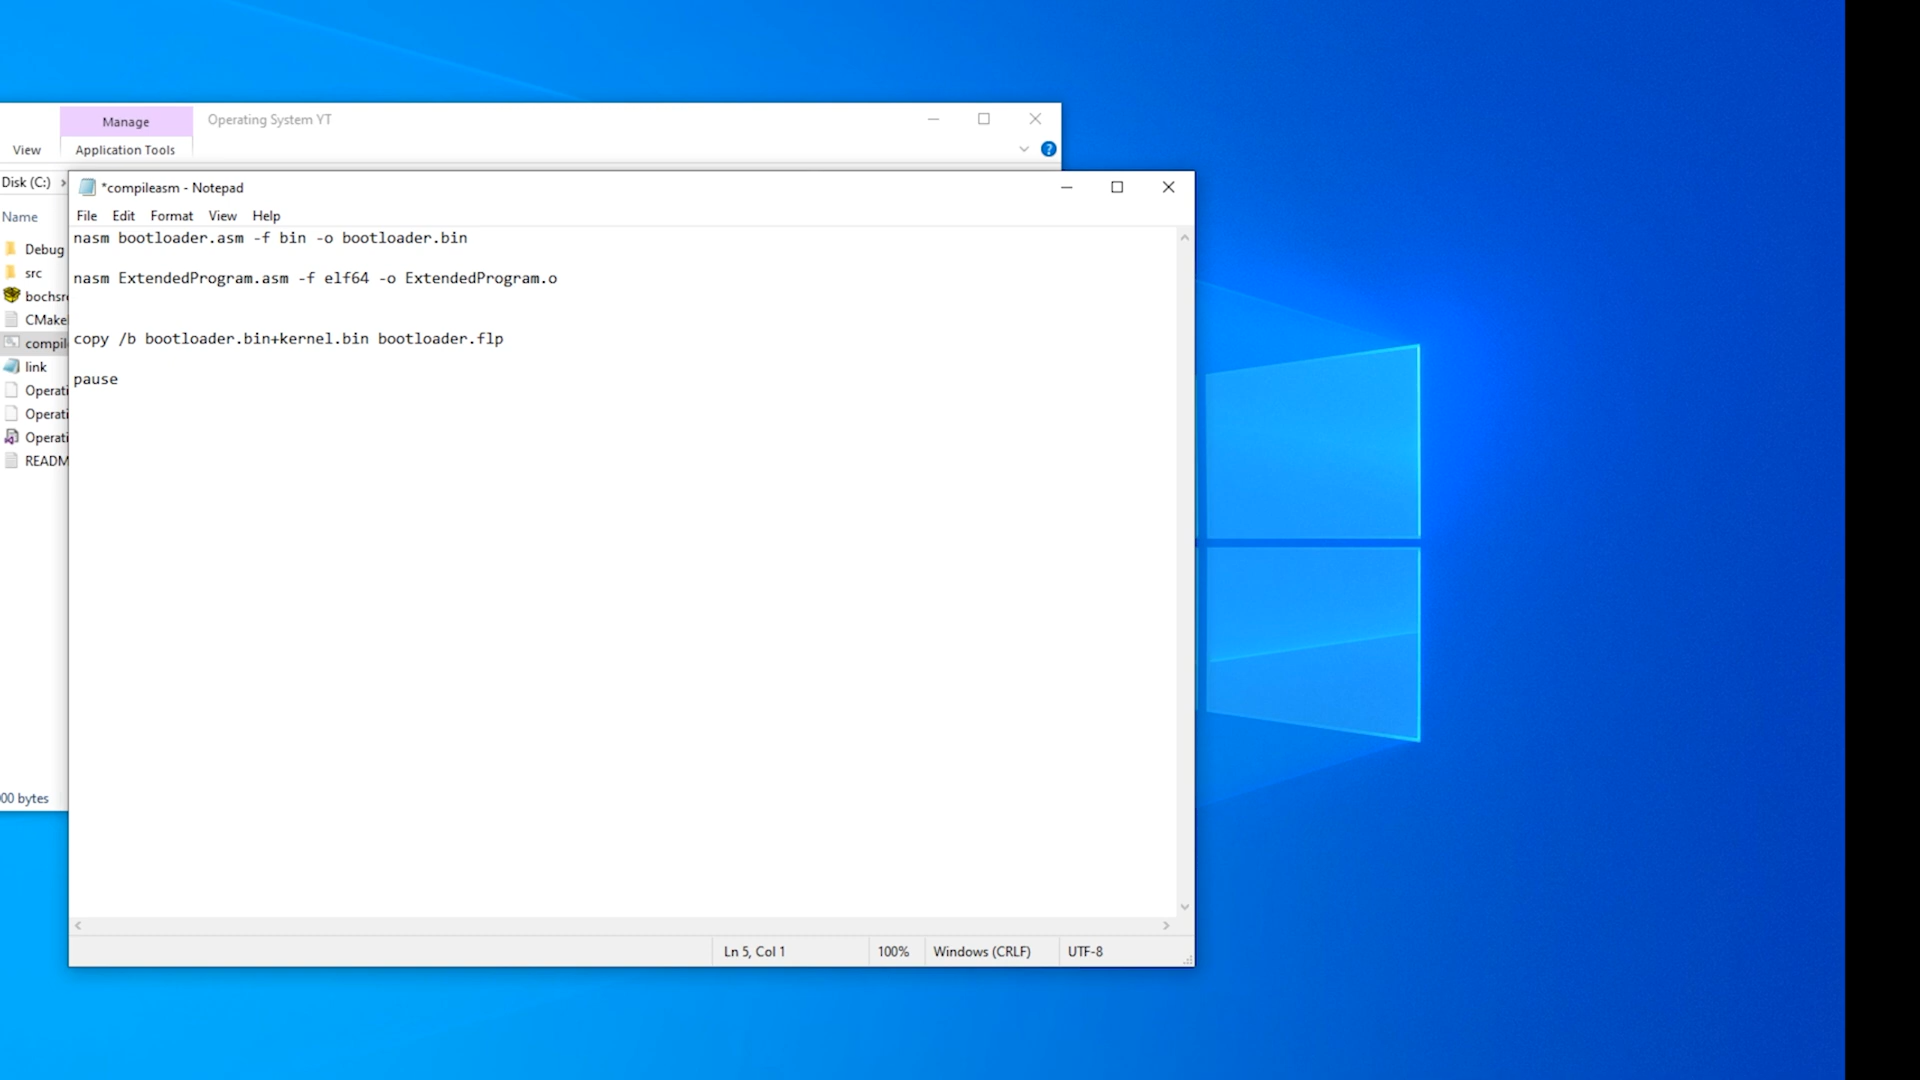 Manage
Operating System YT
View
Application Tools
Disk (C:)
*compileasm - Notepad
File Edit Format View Help
Name
nasm bootloader.asm -f bin -o bootloader.bin
Debug
src
nasm ExtendedProgram.asm -f elf64 -o ExtendedProgram.o
bochsr
CMake
copy /b bootloader.bin+kernel.bin bootloader.flp
compil
link
pause
Operati
Operati
Operati
READM
00 bytes
Ln 5, Col 1 100% Windows (CRLF) UTF-8